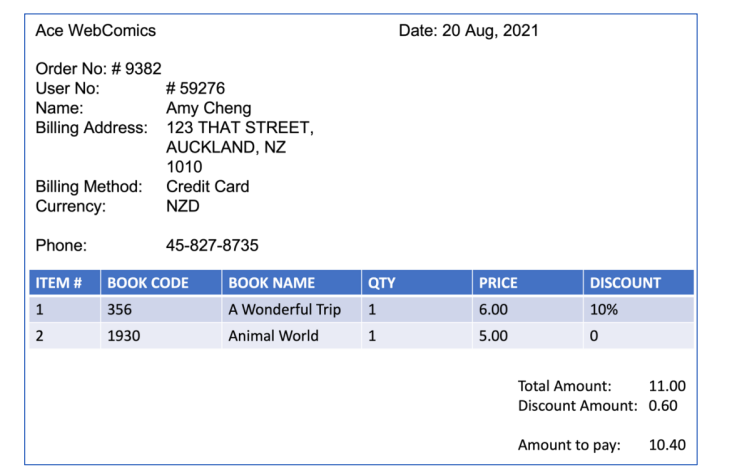 Ace WebComics Date: 20 Aug, 2021
Order No: # 9382
User No: # 59276
Name: Amy Cheng
Billing Address: 123 THAT STREET,
AUCKLAND, NZ
1010
Billing Method: Credit Card
Currency: NZD
Phone: 45-827-8735
ITEM # BOOK CODE BOOK NAME QTY PRICE DISCOUNT
1 356 A Wonderful Trip 1 6.00 10%
2 1930 Animal World 1 5.00 0
Total Amount: 11.00
Discount Amount: 0.60
Amount to pay: 10.40